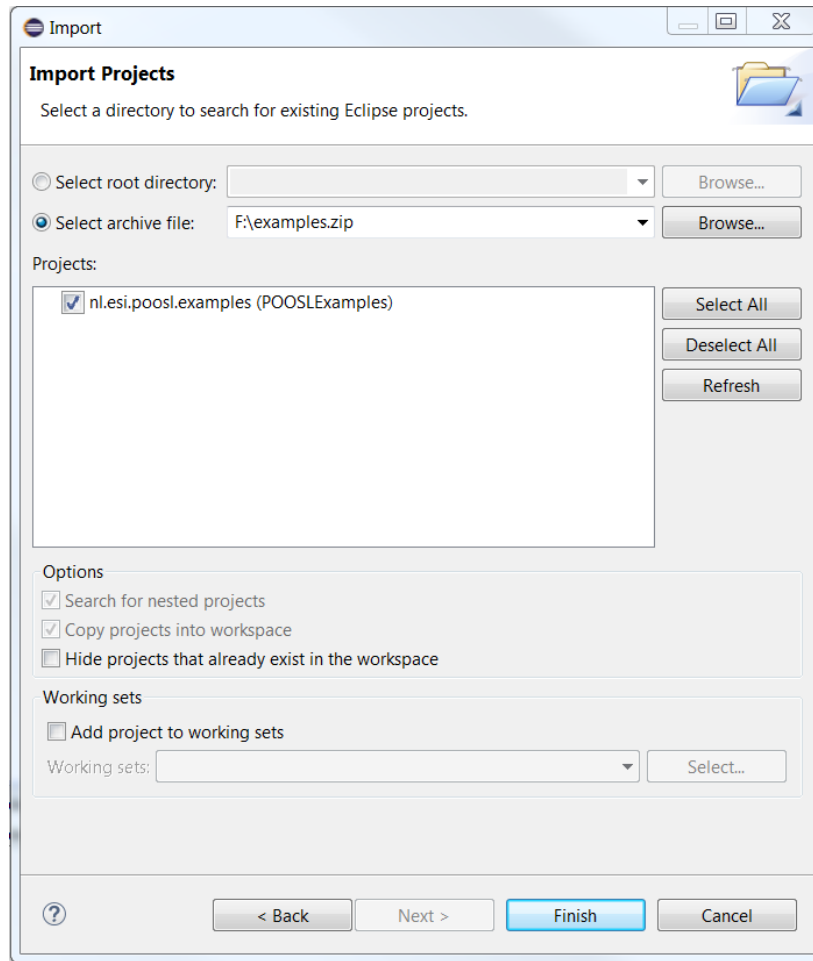 Import
Import Projects
Select a directory to search for existing Eclipse projects.
Select root directory: Browse...
Select archive file: F:\examples.zip Browse...
Projects:
nl.esi.poosl.examples (POOSLExamples)
Select All
Deselect All
Refresh
Options
Search for nested projects
Copy projects into workspace
Hide projects that already exist in the workspace
Working sets
Add project to working sets
Working sets: Select...
? < Back Next > Finish Cancel